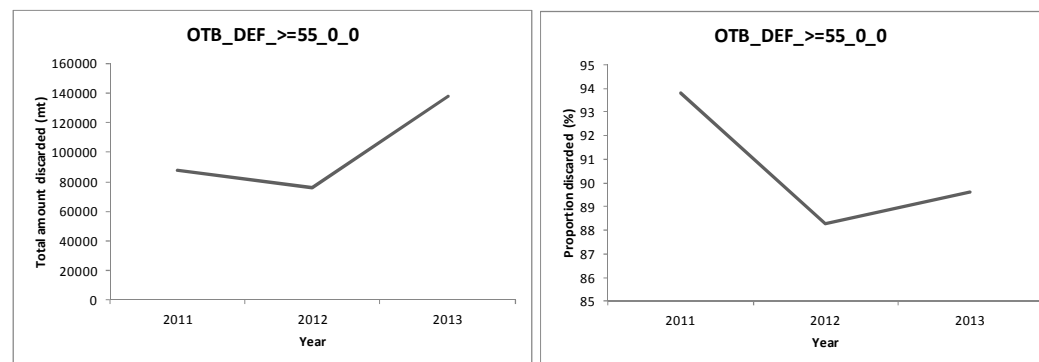 OTB_DEF_>=55_0_0
Total amount discarded (mt)
160000
140000
120000
100000
80000
60000
40000
20000
0
2011 2012 2013
Year
OTB_DEF_>=55_0_0
Proportion discarded (%)
95
94
93
92
91
90
89
88
87
86
85
2011 2012 2013
Year